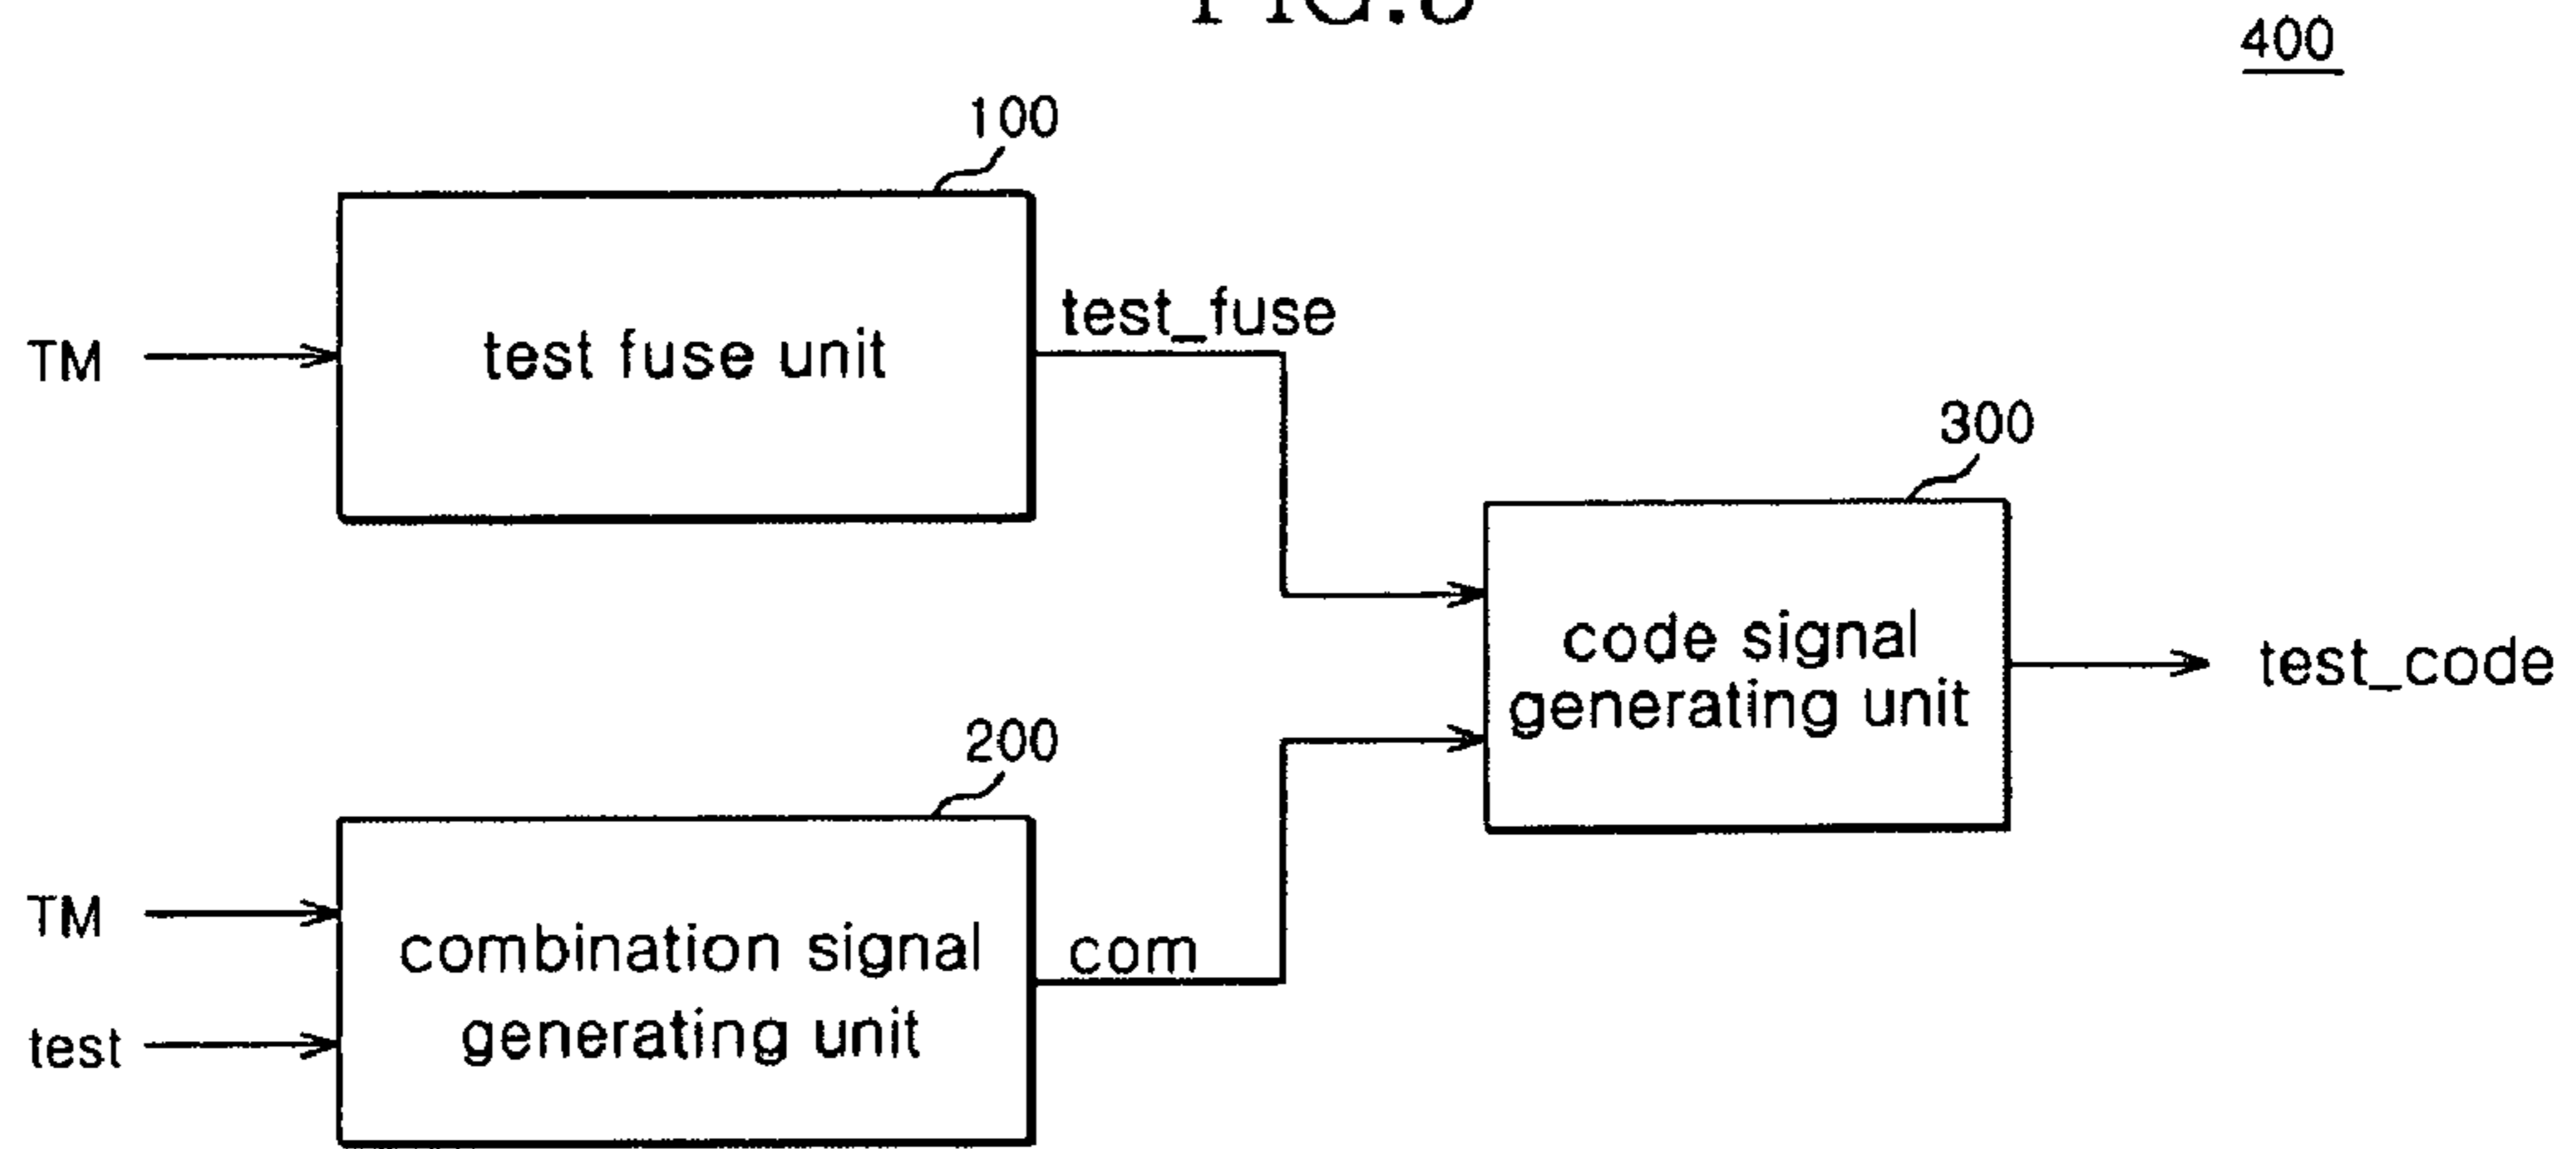 400
100
TM
test fuse unit
test_fuse
300
code signal
generating unit
test_code
200
TM
test
combination signal
generating unit
com